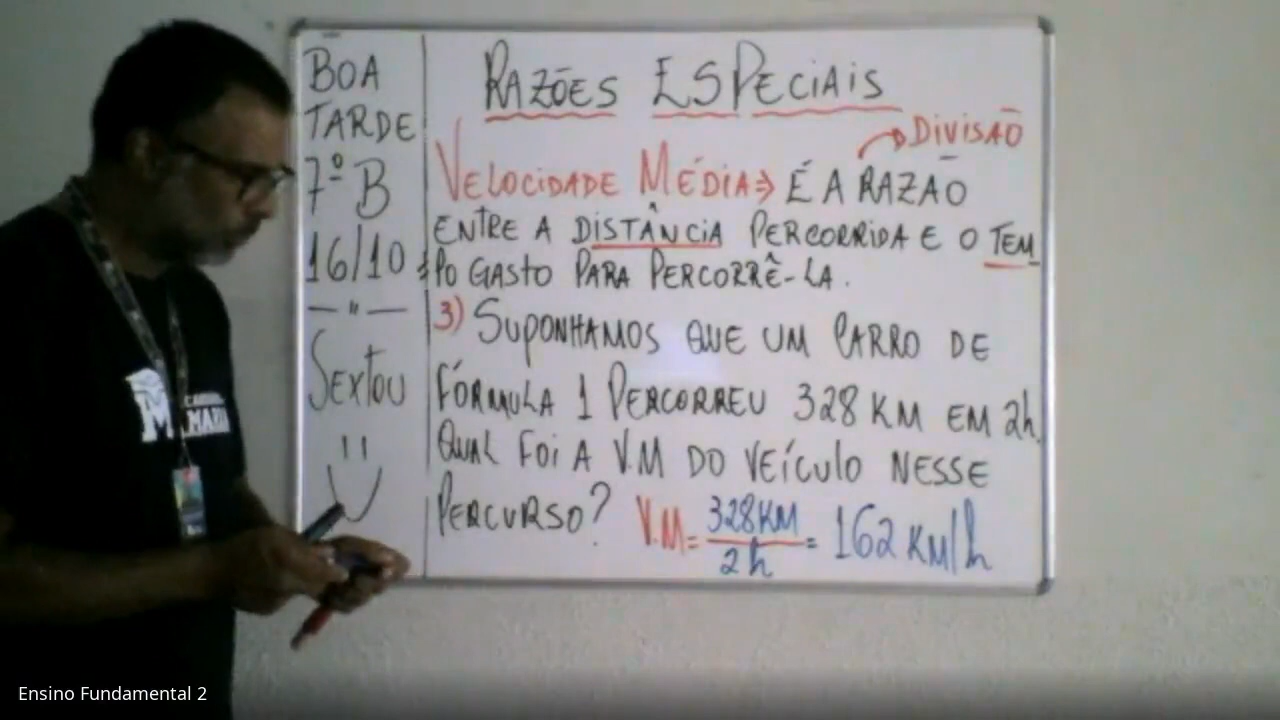 BOA
TARDE
7º B
16/10
— " —
SEXTOU
RAZÕES ESPECIAIS
DIVISÃO
VELOCIDADE MÉDIA => É A RAZÃO
ENTRE A DISTÂNCIA PERCORRIDA E O TEM
PO GASTO PARA PERCORRÊ-LA.
3) SUPONHAMOS QUE UM CARRO DE
FÓRMULA 1 PERCORREU 328 KM EM 2h.
QUAL FOI A V.M DO VEÍCULO NESSE
PERCURSO? V.M = 328KM / 2h = 162 KM/h
Ensino Fundamental 2